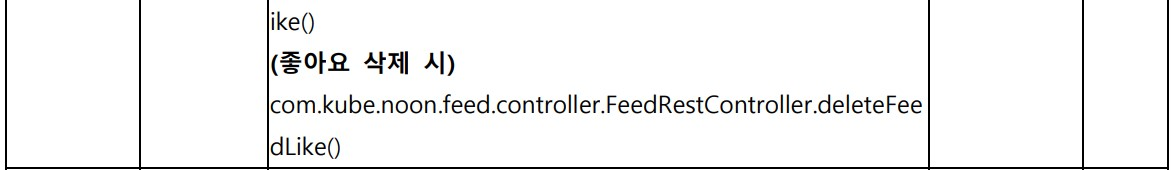 ike()
(좋아요 삭제 시)
com.kube.noon.feed.controller.FeedRestController.deleteFee
dLike()